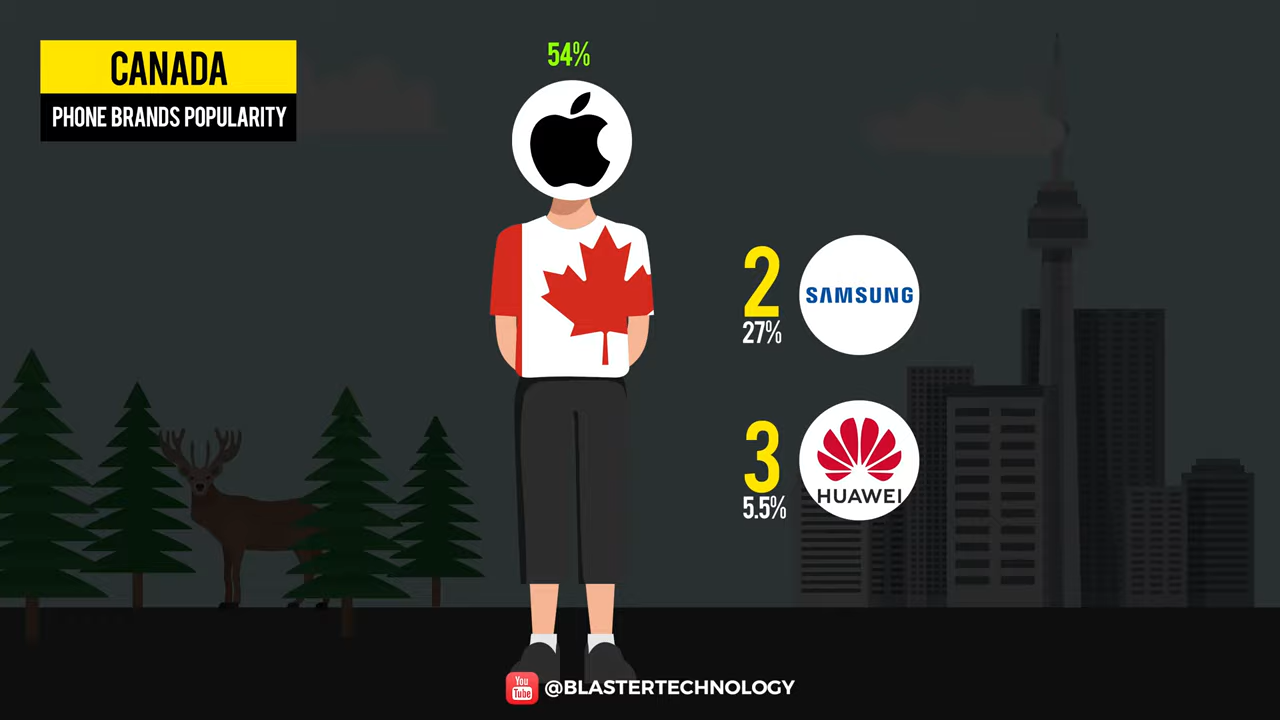 CANADA
PHONE BRANDS POPULARITY
54%
2
27%
SAMSUNG
3
5.5%
HUAWEI
You
Tube
@BLASTERTECHNOLOGY